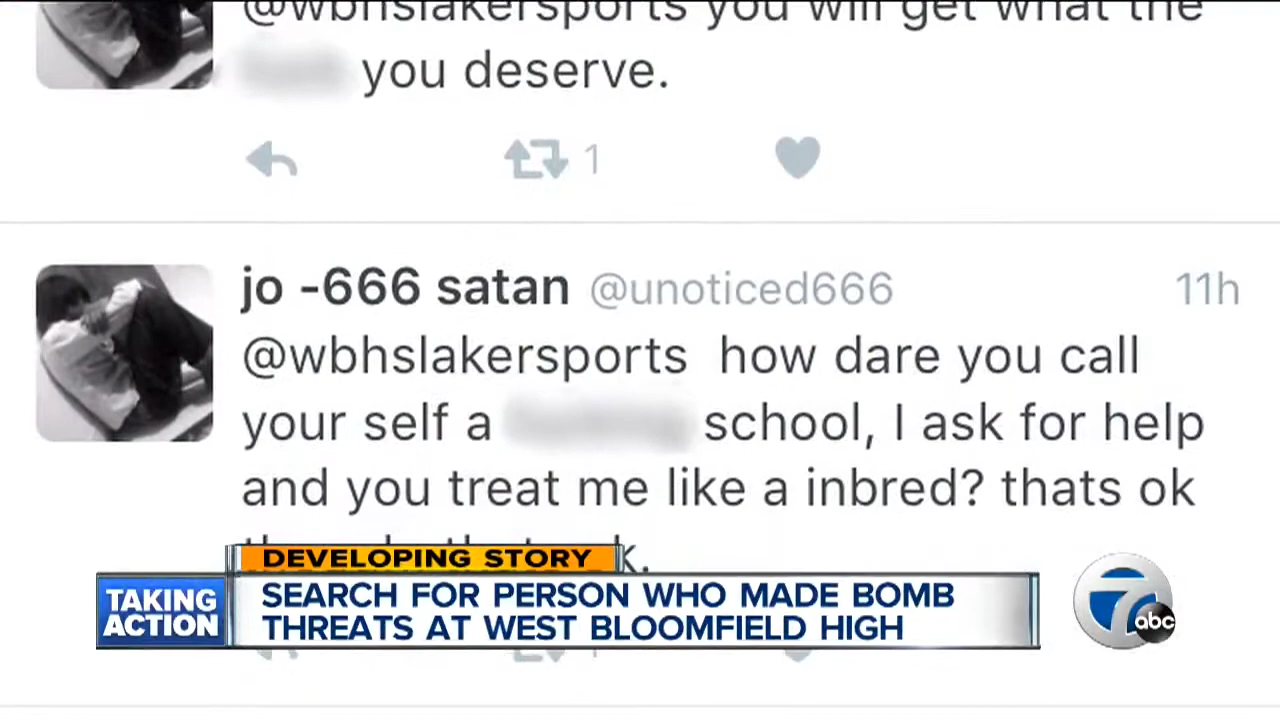 @wbhslakersports you will get what the
you deserve.
1
jo -666 satan @unoticed666 11h
@wbhslakersports how dare you call
your self a school, I ask for help
and you treat me like a inbred? thats ok
k.
DEVELOPING STORY
TAKING ACTION
SEARCH FOR PERSON WHO MADE BOMB
THREATS AT WEST BLOOMFIELD HIGH
7
abc